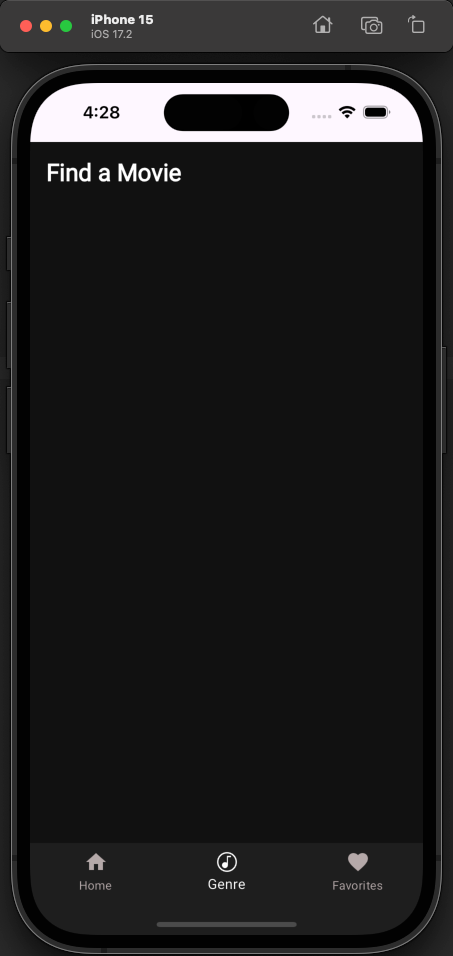 iPhone 15
iOS 17.2
4:28
Find a Movie
Home
Genre
Favorites